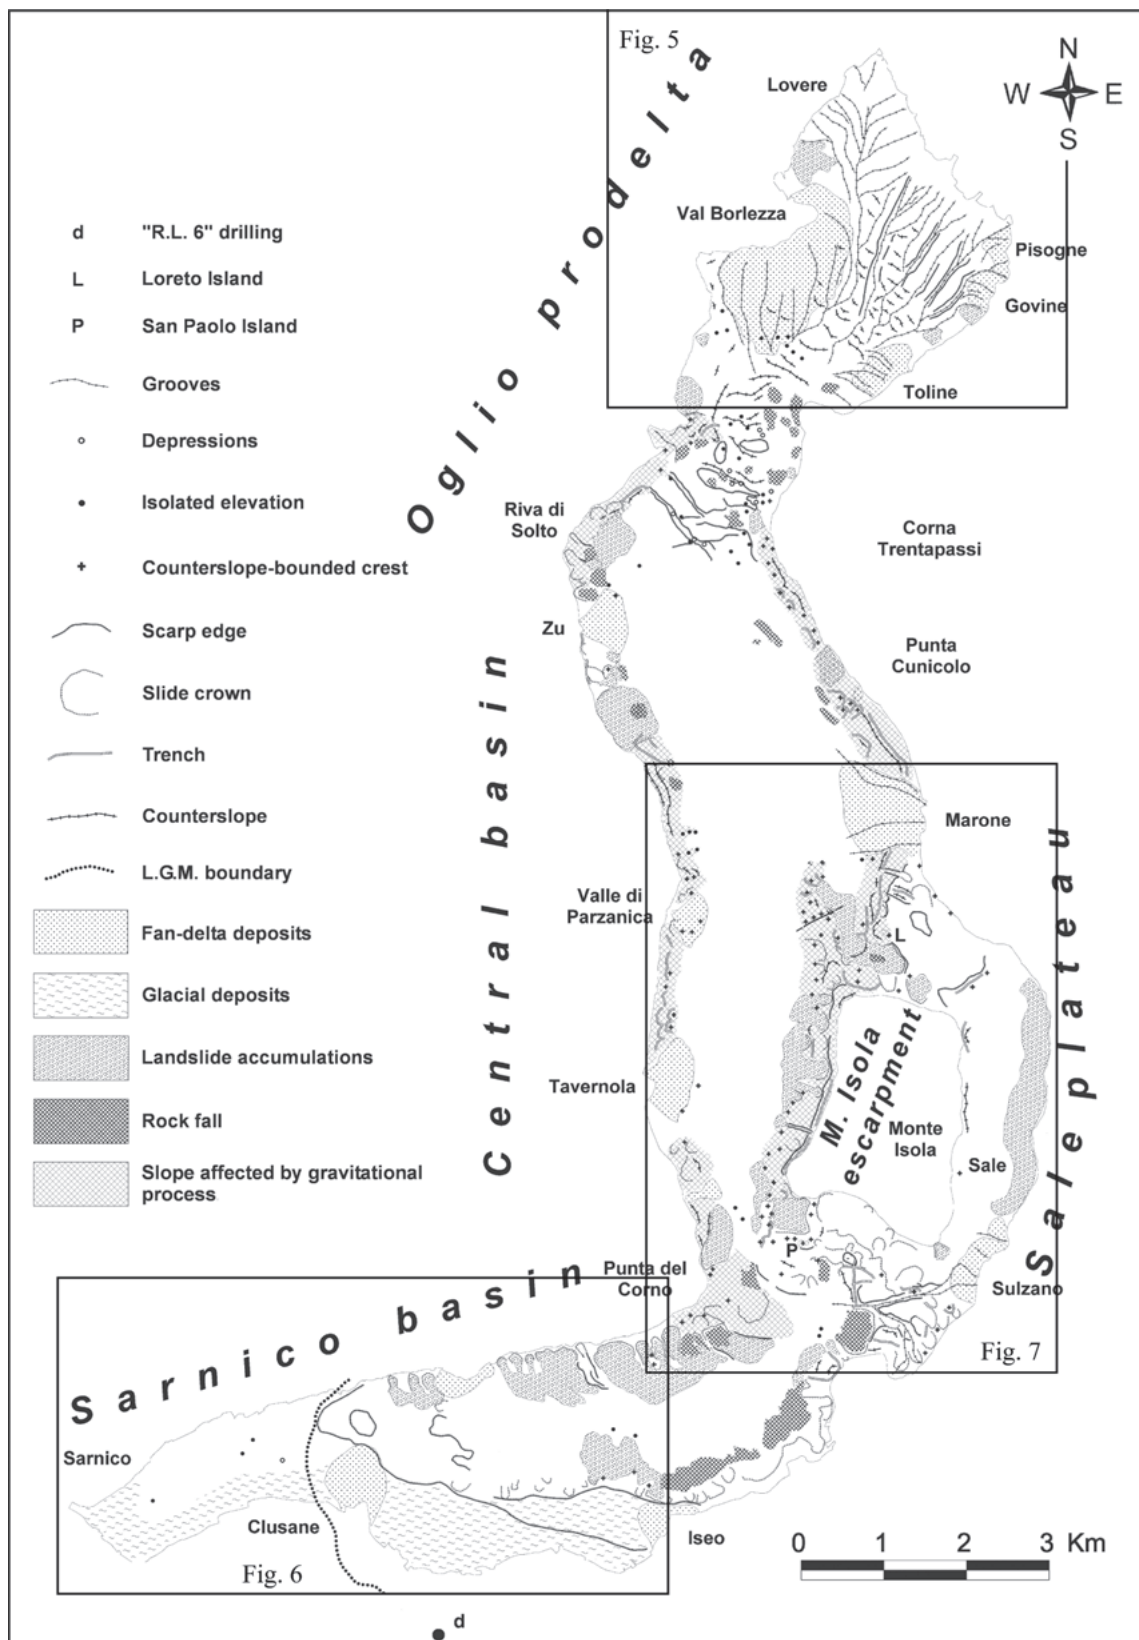 Fig. 5
N
W E
S
Lovere
Val Borlezza
Pisogne
Govine
Toline
Oglio prodelta
d "R.L. 6" drilling
L Loreto Island
P San Paolo Island
Grooves
Depressions
Isolated elevation
Counterslope-bounded crest
Scarp edge
Slide crown
Trench
Counterslope
L.G.M. boundary
Fan-delta deposits
Glacial deposits
Landslide accumulations
Rock fall
Slope affected by gravitational
process
Riva di
Solto
Corna
Trentapassi
Zu
Punta
Cunicolo
Central basin
Marone
Valle di
Parzanica
L
Sale plateau
Tavernola
M. Isola
escarpment
Monte
Isola
Sale
P
Punta del
Corno
Sulzano
Fig. 7
Sarnico basin
Sarnico
Clusane
Iseo
Fig. 6
0 1 2 3 Km
d